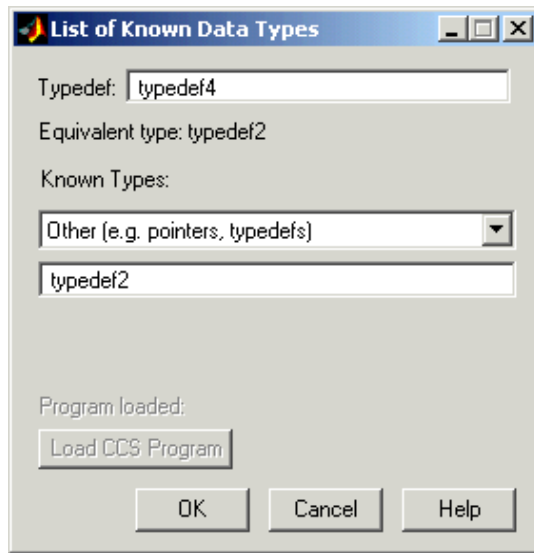 List of Known Data Types
Typedef: typedef4
Equivalent type: typedef2
Known Types:
Other (e.g. pointers, typedefs)
typedef2
Program loaded:
Load CCS Program
OK Cancel Help